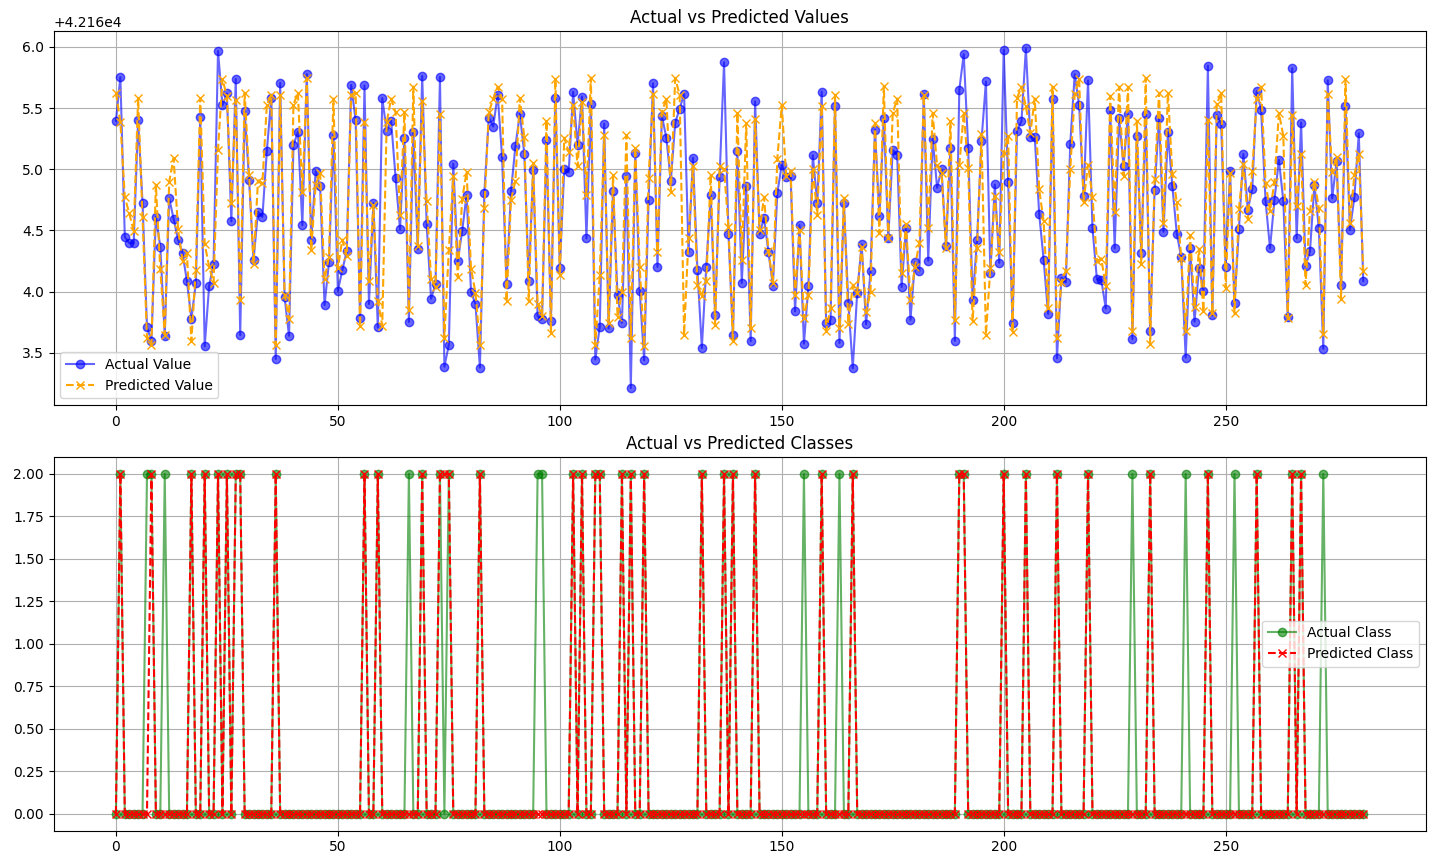 Actual vs Predicted Values
+4.216e4
6.0
5.5
5.0
4.5
4.0
3.5
Actual Value
Predicted Value
0 50 100 150 200 250
Actual vs Predicted Classes
2.00
1.75
1.50
1.25
1.00
0.75
0.50
0.25
0.00
Actual Class
Predicted Class
0 50 100 150 200 250